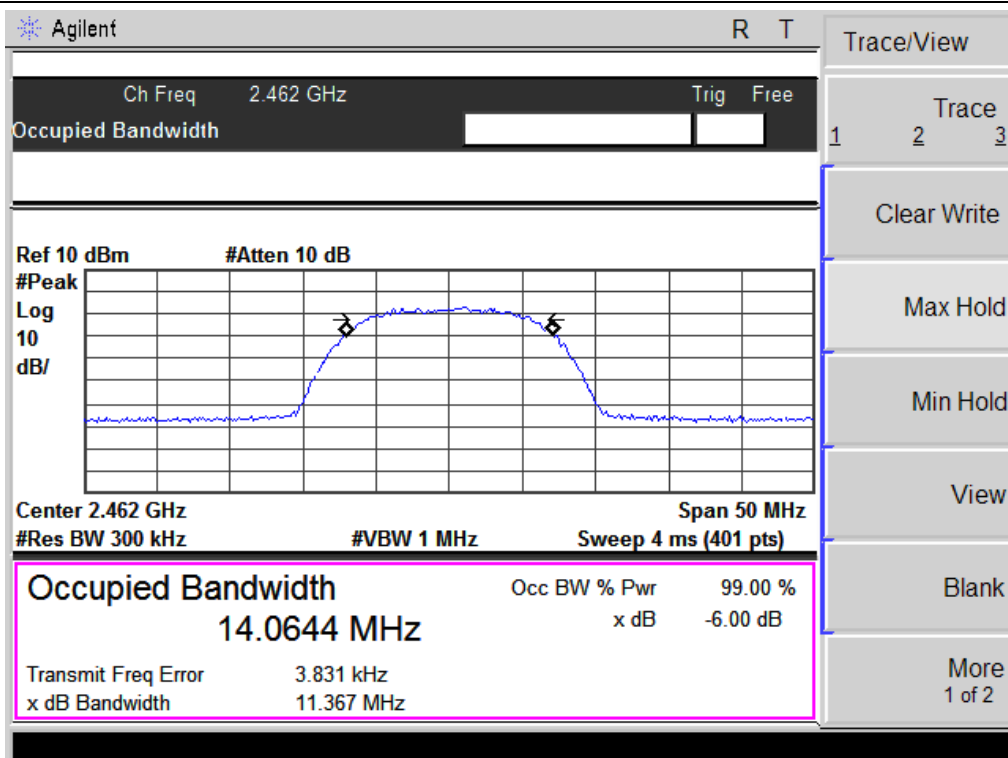 Agilent R T
Ch Freq 2.462 GHz Trig Free
Occupied Bandwidth
Ref 10 dBm #Atten 10 dB
#Peak
Log
10
dB/
Center 2.462 GHz Span 50 MHz
#Res BW 300 kHz #VBW 1 MHz Sweep 4 ms (401 pts)
Occupied Bandwidth
14.0644 MHz
Occ BW % Pwr 99.00 %
x dB -6.00 dB
Transmit Freq Error 3.831 kHz
x dB Bandwidth 11.367 MHz
Trace/View
Trace
1 2 3
Clear Write
Max Hold
Min Hold
View
Blank
More
1 of 2